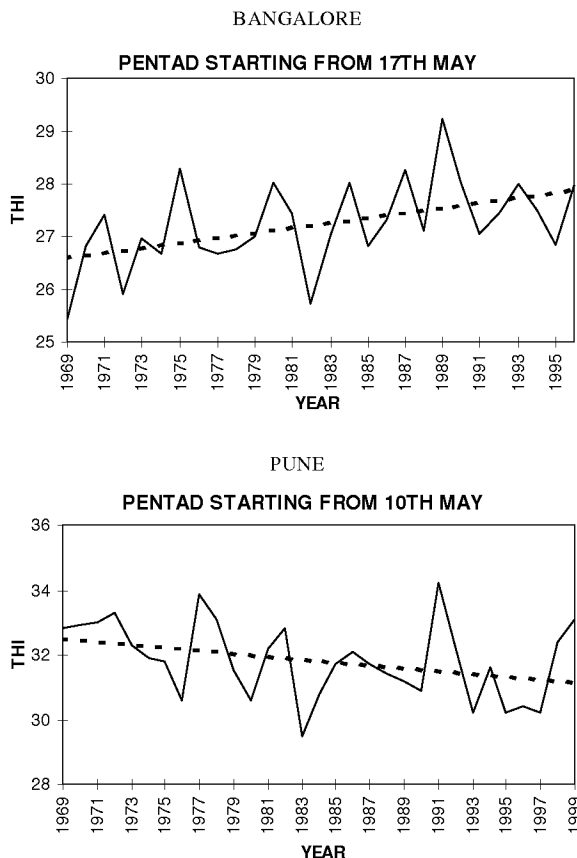 BANGALORE
PENTAD STARTING FROM 17TH MAY
30
29
28
27
26
25
THI
1969 1971 1973 1975 1977 1979 1981 1983 1985 1987 1989 1991 1993 1995
YEAR
PUNE
PENTAD STARTING FROM 10TH MAY
36
34
32
30
28
THI
1969 1971 1973 1975 1977 1979 1981 1983 1985 1987 1989 1991 1993 1995 1997 1999
YEAR